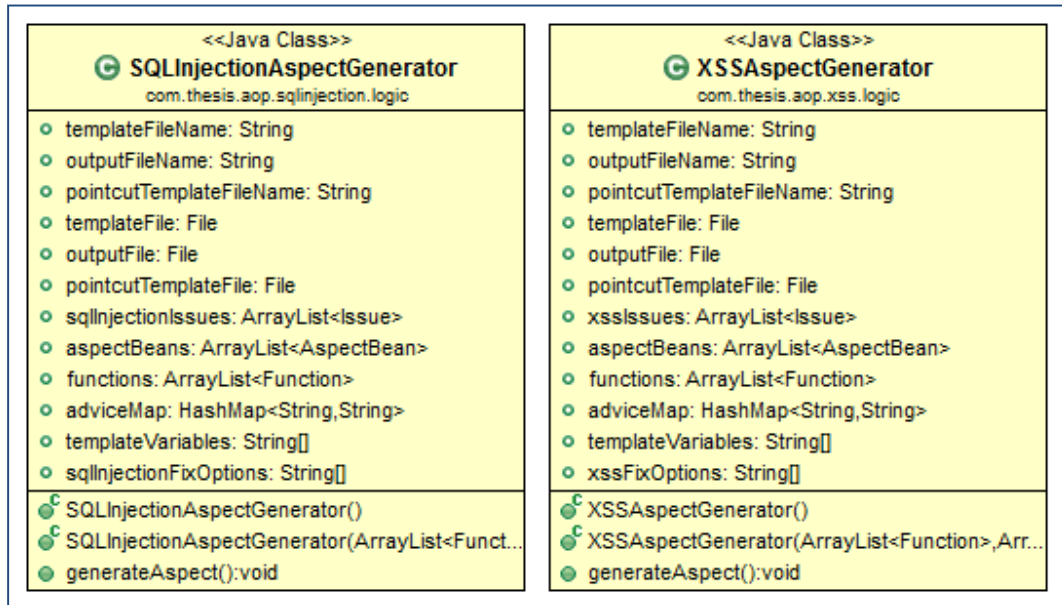 <<Java Class>>
SQLInjectionAspectGenerator
com.thesis.aop.sqlinjection.logic
templateFileName: String
outputFileName: String
pointcutTemplateFileName: String
templateFile: File
outputFile: File
pointcutTemplateFile: File
sqlInjectionIssues: ArrayList<Issue>
aspectBeans: ArrayList<AspectBean>
functions: ArrayList<Function>
adviceMap: HashMap<String,String>
templateVariables: String[]
sqlInjectionFixOptions: String[]
SQLInjectionAspectGenerator()
SQLInjectionAspectGenerator(ArrayList<Funct...
generateAspect():void
<<Java Class>>
XSSAspectGenerator
com.thesis.aop.xss.logic
templateFileName: String
outputFileName: String
pointcutTemplateFileName: String
templateFile: File
outputFile: File
pointcutTemplateFile: File
xssIssues: ArrayList<Issue>
aspectBeans: ArrayList<AspectBean>
functions: ArrayList<Function>
adviceMap: HashMap<String,String>
templateVariables: String[]
xssFixOptions: String[]
XSSAspectGenerator()
XSSAspectGenerator(ArrayList<Function>,Arr...
generateAspect():void